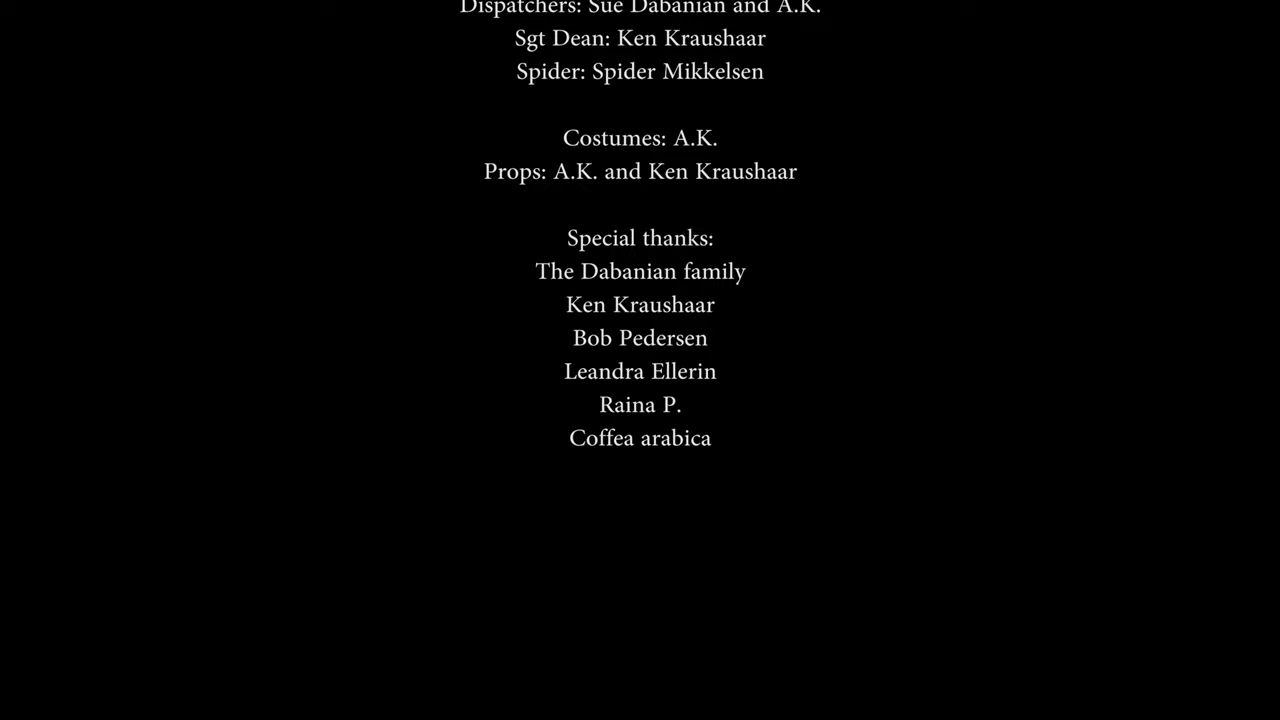 Dispatchers: Sue Dabanian and A.K.
Sgt Dean: Ken Kraushaar
Spider: Spider Mikkelsen
Costumes: A.K.
Props: A.K. and Ken Kraushaar
Special thanks:
The Dabanian family
Ken Kraushaar
Bob Pedersen
Leandra Ellerin
Raina P.
Coffea arabica